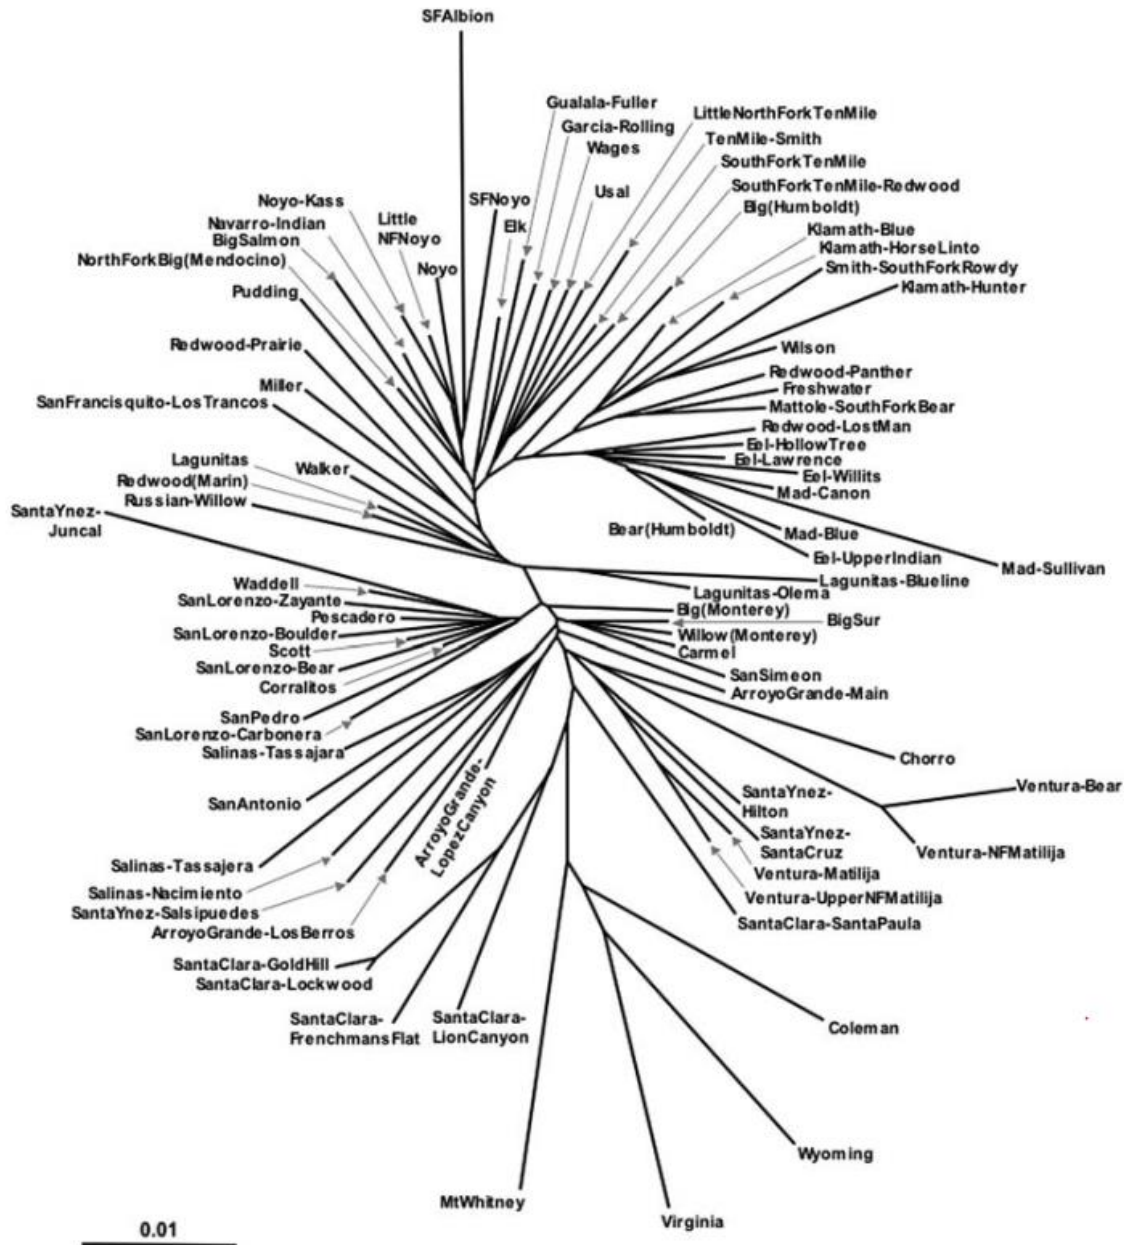 SFAlbion
Gualala-Fuller
LittleNorthForkTenMile
Garcia-Rolling
TenMile-Smith
Wages
SouthForkTenMile
SouthForkTenMile-Redwood
Usal
Noyo-Kass
SFNoyo
Big(Humboldt)
Little
NFNoyo
Navarro-Indian
Elk
Klamath-Blue
BigSalmon
Klamath-HorseLinto
NorthForkBig(Mendocino)
Noyo
Smith-SouthForkRowdy
Pudding
Klamath-Hunter
Redwood-Prairie
Wilson
Redwood-Panther
Miller
Freshwater
SanFrancisquito-LosTrancos
Mattole-SouthForkBear
Redwood-LostMan
Eel-HollowTree
Lagunitas
Eel-Lawrence
Walker
Eel-Willits
Redwood(Marin)
Mad-Canon
Russian-Willow
SantaYnez-
Juncal
Bear(Humboldt)
Mad-Blue
Eel-UpperIndian
Mad-Sullivan
Waddell
Lagunitas-Blueline
Lagunitas-Olema
SanLorenzo-Zayante
Big(Monterey)
Pescadero
BigSur
SanLorenzo-Boulder
Willow(Monterey)
Scott
Carmel
SanLorenzo-Bear
SanSimeon
Corralitos
ArroyoGrande-Main
SanPedro
SanLorenzo-Carbonera
Salinas-Tassajara
Chorro
ArroyoGrande-
LopezCanyon
Ventura-Bear
SantaYnez-
Hilton
SanAntonio
SantaYnez-
SantaCruz
Ventura-NFMatilija
Salinas-Tassajera
Ventura-Matilija
Salinas-Nacimiento
Ventura-UpperNFMatilija
SantaYnez-Salsipuedes
SantaClara-SantaPaula
ArroyoGrande-LosBerros
SantaClara-GoldHill
SantaClara-Lockwood
SantaClara-
FrenchmansFlat
SantaClara-
LionCanyon
Coleman
Wyoming
MtWhitney
Virginia
0.01